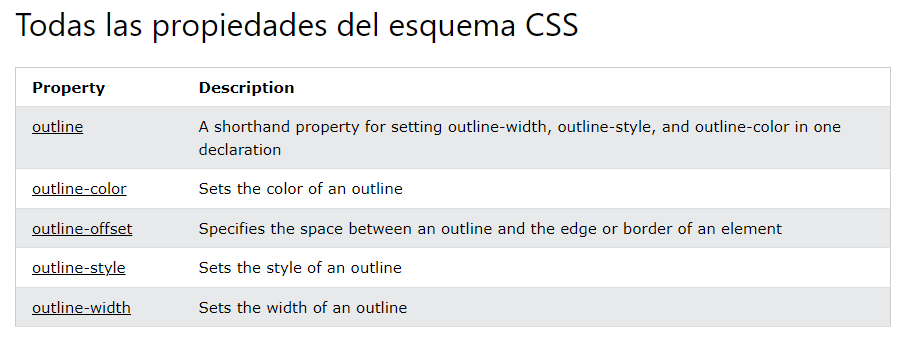 Todas las propiedades del esquema CSS
Property Description
outline A shorthand property for setting outline-width, outline-style, and outline-color in one
declaration
outline-color Sets the color of an outline
outline-offset Specifies the space between an outline and the edge or border of an element
outline-style Sets the style of an outline
outline-width Sets the width of an outline